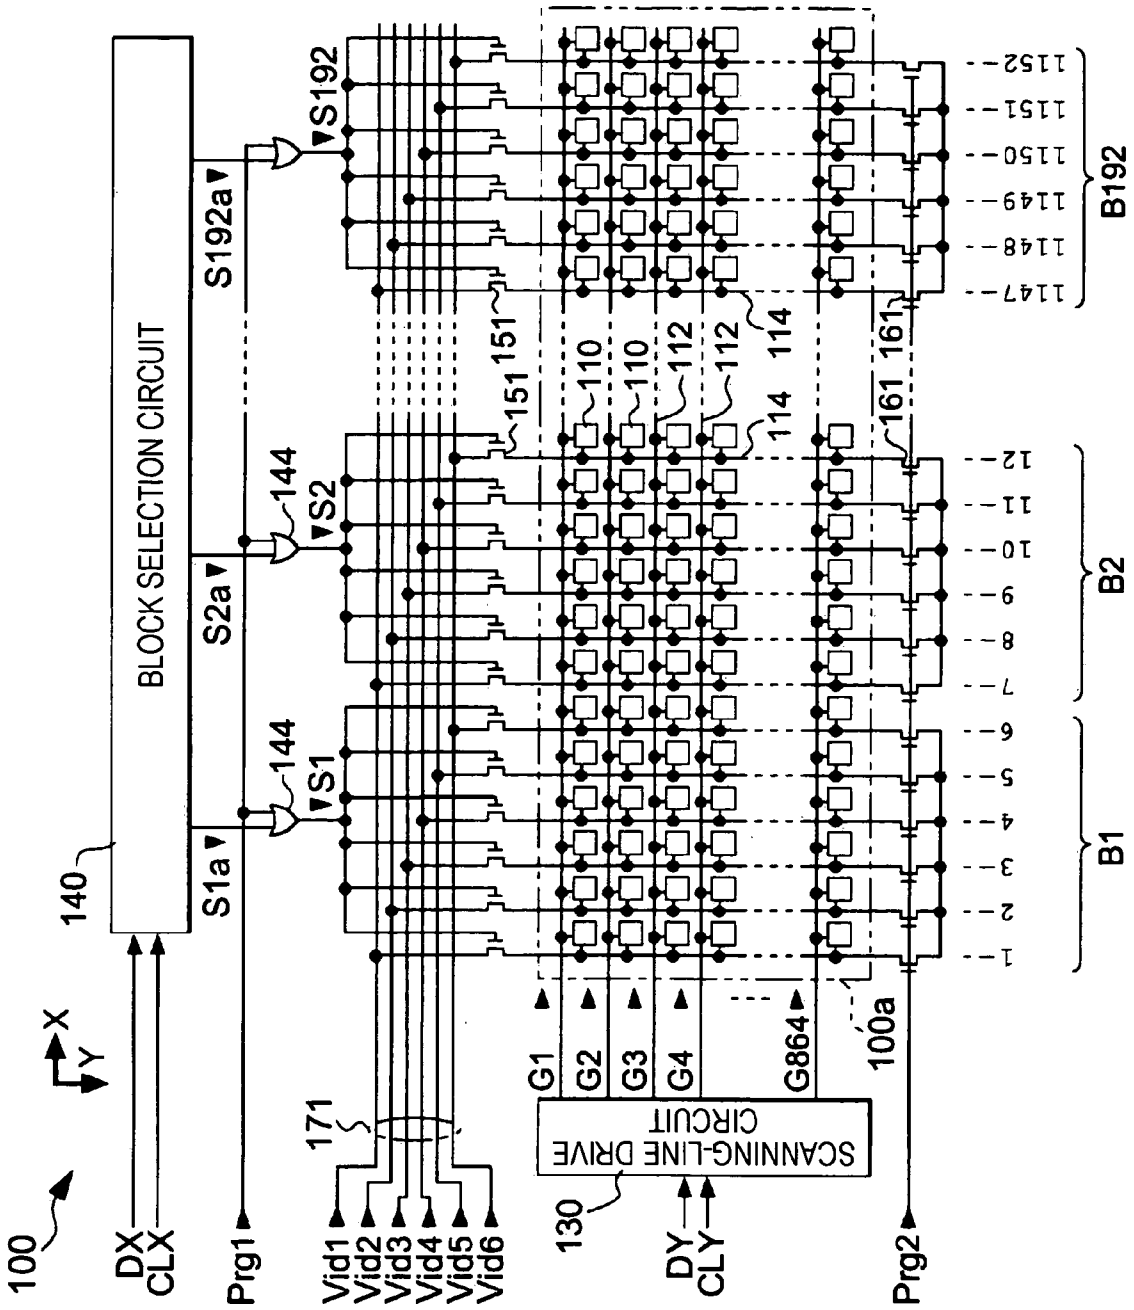 100
X
Y
DX
CLX
140
BLOCK SELECTION CIRCUIT
S1a
S2a
S192a
Prg1
144
144
S1
S2
S192
171
Vid1
Vid2
Vid3
Vid4
Vid5
Vid6
151
151
G1
G2
G3
G4
G864
110
110
112
112
114
114
130
SCANNING-LINE DRIVE
CIRCUIT
DY
CLY
100a
Prg2
161
161
1 2 3 4 5 6 7 8 9 10 11 12 1147 1148 1149 1150 1151 1152
B1
B2
B192